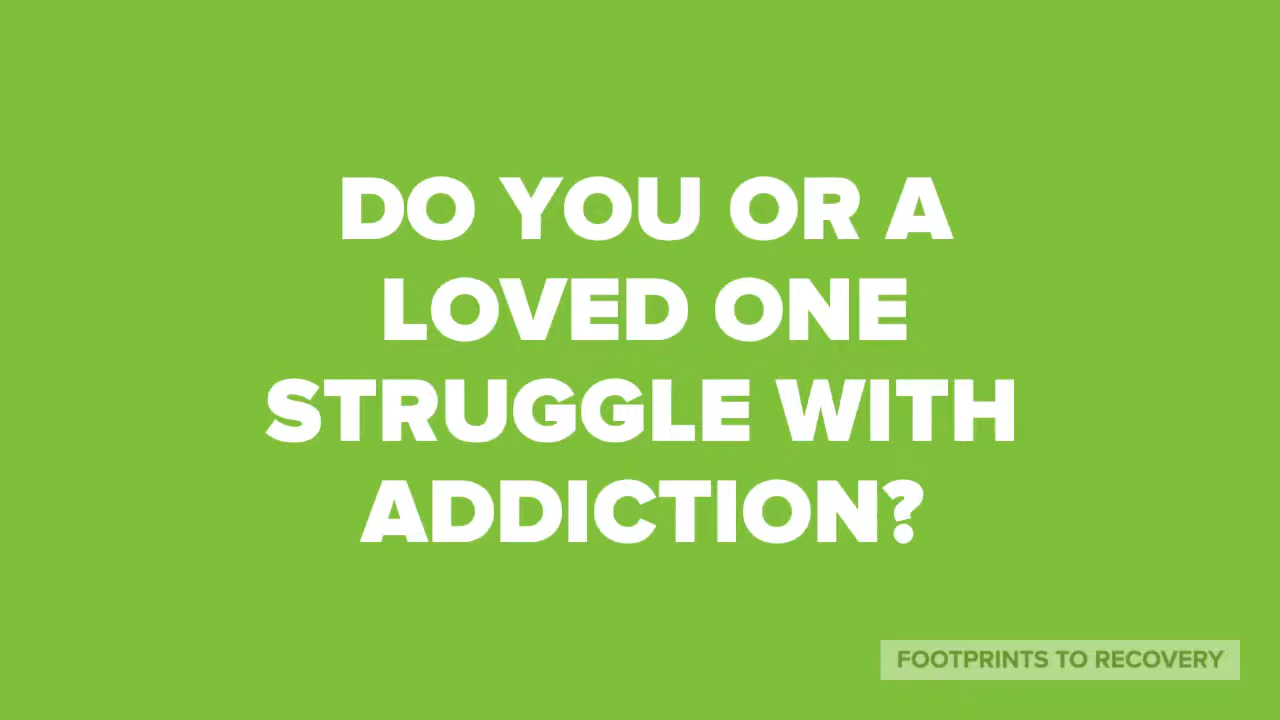 DO YOU OR A
LOVED ONE
STRUGGLE WITH
ADDICTION?
FOOTPRINTS TO RECOVERY